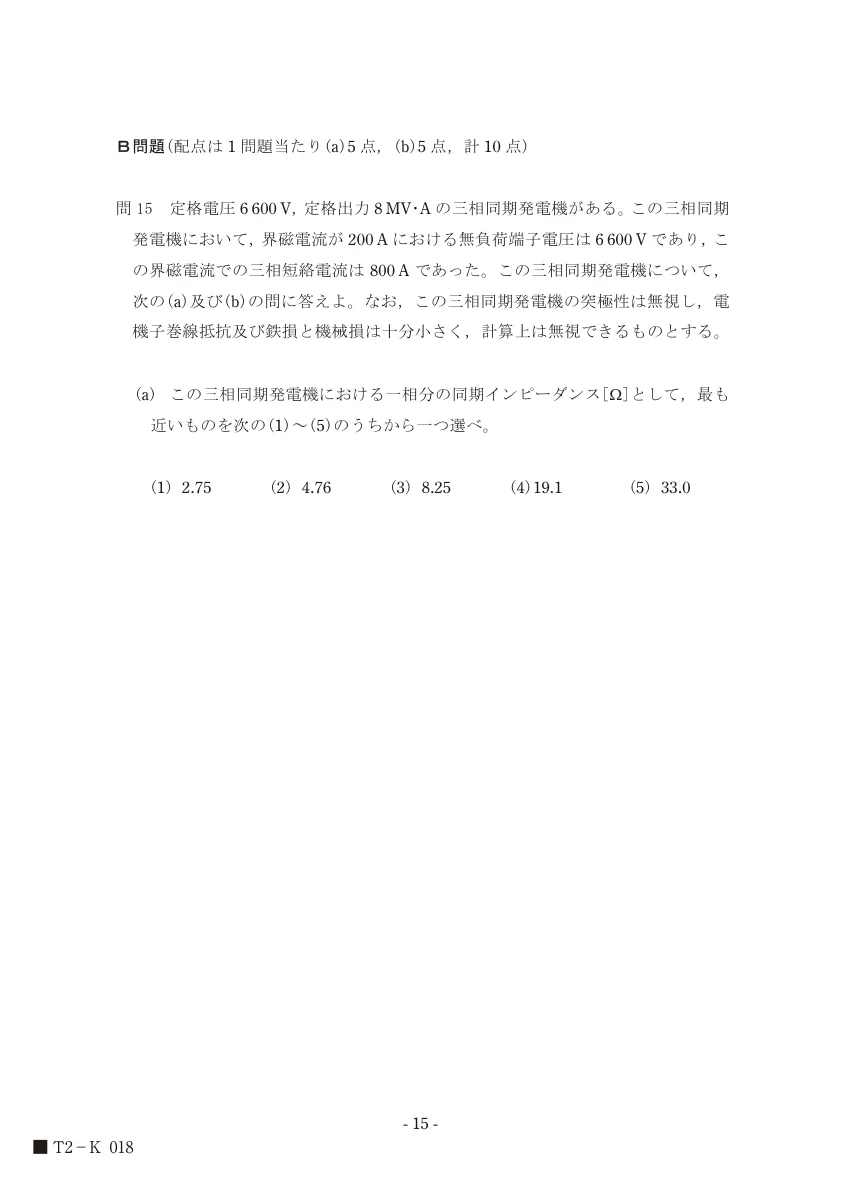 B問題(配点は1問題当たり(a)5点,(b)5点,計10点)
問15 定格電圧6600V,定格出力8MV･Aの三相同期発電機がある。この三相同期
発電機において,界磁電流が200Aにおける無負荷端子電圧は6600Vであり,こ
の界磁電流での三相短絡電流は800Aであった。この三相同期発電機について,
次の(a)及び(b)の問に答えよ。なお,この三相同期発電機の突極性は無視し,電
機子巻線抵抗及び鉄損と機械損は十分小さく,計算上は無視できるものとする。
(a) この三相同期発電機における一相分の同期インピーダンス[Ω]として,最も
近いものを次の(1)~(5)のうちから一つ選べ。
(1) 2.75 (2) 4.76 (3) 8.25 (4) 19.1 (5) 33.0
- 15 -
■ T2-K 018